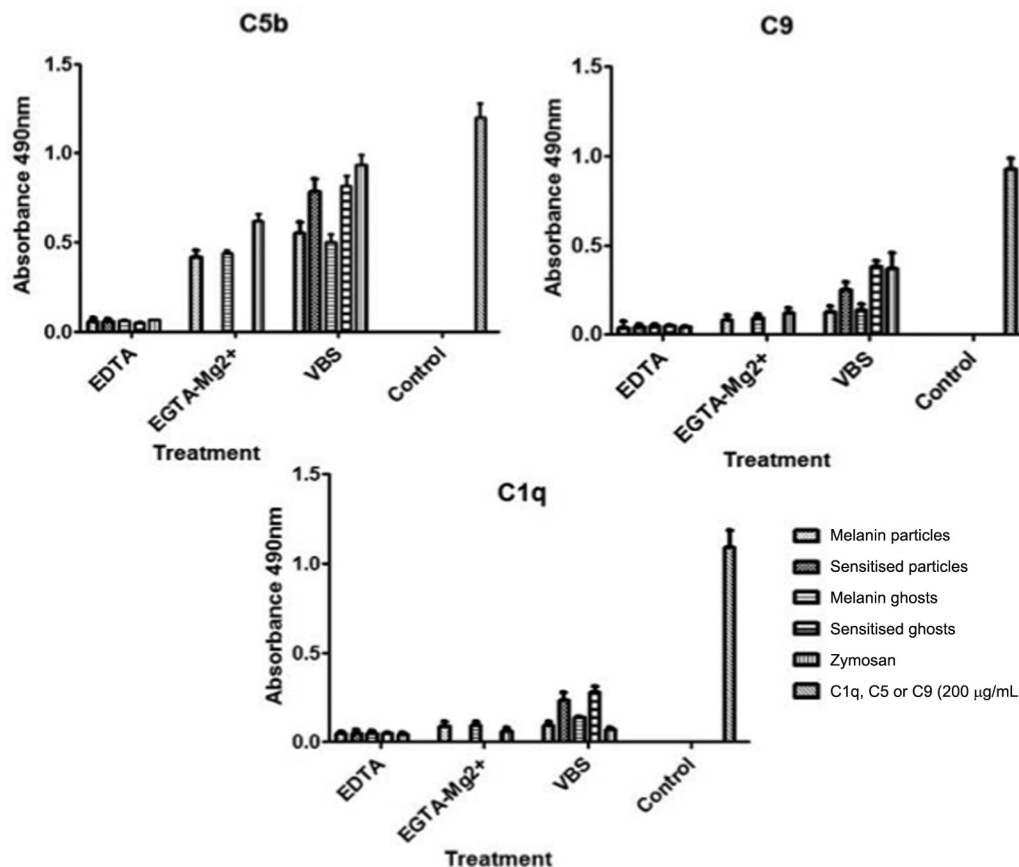 C5b
Absorbance 490nm
1.5
1.0
0.5
0.0
EDTA
EGTA-Mg2+
VBS
Control
Treatment
C9
Absorbance 490nm
1.5
1.0
0.5
0.0
EDTA
EGTA-Mg2+
VBS
Control
Treatment
C1q
Absorbance 490nm
1.5
1.0
0.5
0.0
EDTA
EGTA-Mg2+
VBS
Control
Treatment
Melanin particles
Sensitised particles
Melanin ghosts
Sensitised ghosts
Zymosan
C1q, C5 or C9 (200 μg/mL